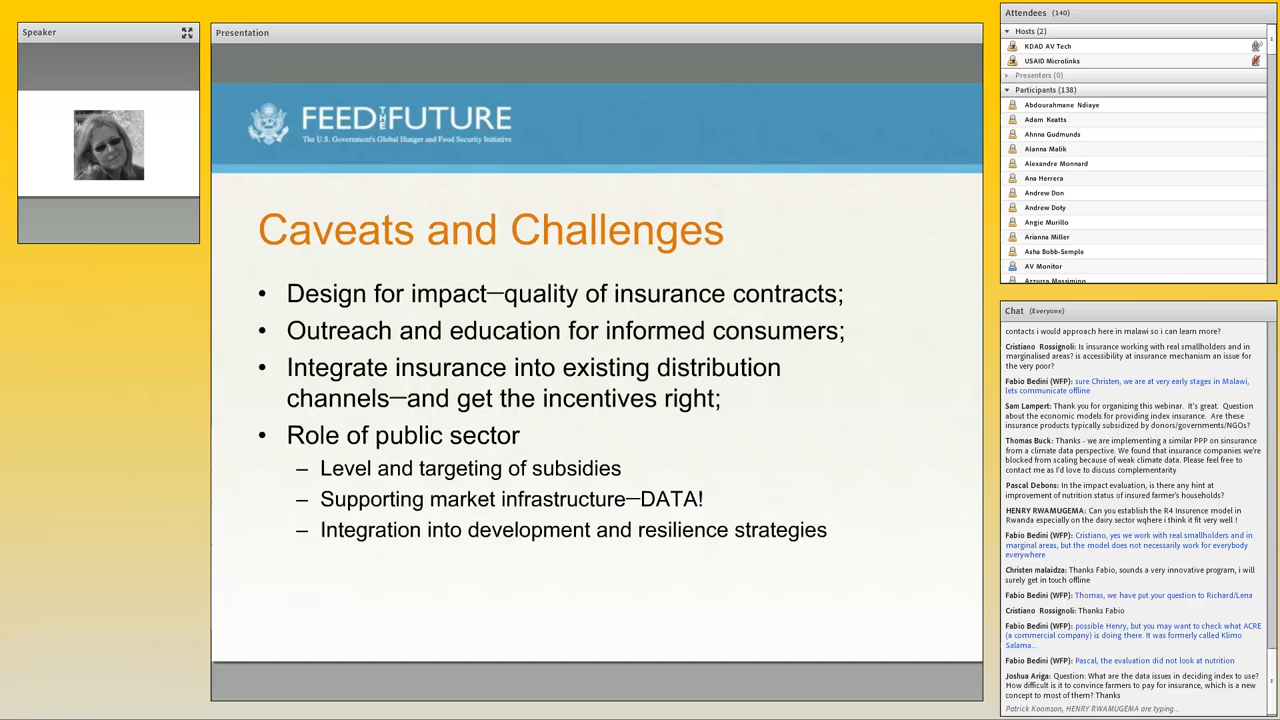 Speaker
Presentation
FEED THE FUTURE
The U.S. Government's Global Hunger and Food Security Initiative
Caveats and Challenges
• Design for impact—quality of insurance contracts;
• Outreach and education for informed consumers;
• Integrate insurance into existing distribution
channels—and get the incentives right;
• Role of public sector
– Level and targeting of subsidies
– Supporting market infrastructure—DATA!
– Integration into development and resilience strategies
Attendees (140)
Hosts (2)
KDAD AV Tech
USAID Microlinks
Presenters (0)
Participants (138)
Abdourahmane Ndiaye
Adam Keatts
Ahnna Gudmunds
Alanna Malik
Alexandre Monnard
Ana Herrera
Andrew Don
Andrew Doty
Angie Murillo
Arianna Miller
Asha Bobb-Semple
AV Monitor
Azzurra Massimino
Chat (Everyone)
contacts i would approach here in malawi so i can learn more?
Cristiano Rossignoli: Is insurance working with real smallholders and in
marginalised areas? is accessibility at insurance mechanism an issue for
the very poor?
Fabio Bedini (WFP): sure Christen, we are at very early stages in Malawi,
lets communicate offline
Sam Lampert: Thank you for organizing this webinar. It's great. Question
about the economic models for providing index insurance. Are these
insurance products typically subsidized by donors/governments/NGOs?
Thomas Buck: Thanks - we are implementing a similar PPP on sinsurance
from a climate data perspective. We found that insurance companies we're
blocked from scaling because of weak climate data. Please feel free to
contact me as I'd love to discuss complementarity
Pascal Debons: In the impact evaluation, is there any hint at
improvement of nutrition status of insured farmer's households?
HENRY RWAMUGEMA: Can you establish the R4 Insurence model in
Rwanda especially on the dairy sector wqhere i think it fit very well !
Fabio Bedini (WFP): Cristiano, yes we work with real smallholders and in
marginal areas, but the model does not necessarily work for everybody
everywhere
Christen malaidza: Thanks Fabio, sounds a very innovative program, i will
surely get in touch offline
Fabio Bedini (WFP): Thomas, we have put your question to Richard/Lena
Cristiano Rossignoli: Thanks Fabio
Fabio Bedini (WFP): possible Henry, but you may want to check what ACRE
(a commercial company) is doing there. It was formerly called Klimo
Salama...
Fabio Bedini (WFP): Pascal, the evaluation did not look at nutrition
Joshua Ariga: Question: What are the data issues in deciding index to use?
How difficult is it to convince farmers to pay for insurance, which is a new
concept to most of them? Thanks
Patrick Koomson, HENRY RWAMUGEMA are typing...